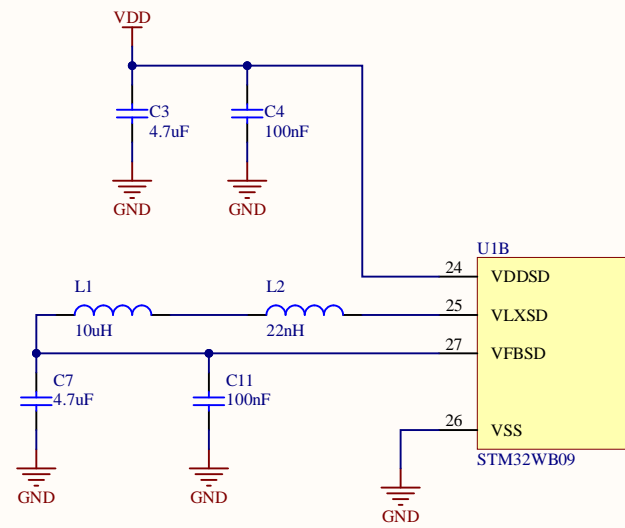 VDD
C3
4.7uF
C4
100nF
GND
GND
U1B
24
VDDSD
L1
10uH
L2
22nH
25
VLXSD
27
VFBSD
C7
4.7uF
C11
100nF
26
VSS
STM32WB09
GND
GND
GND